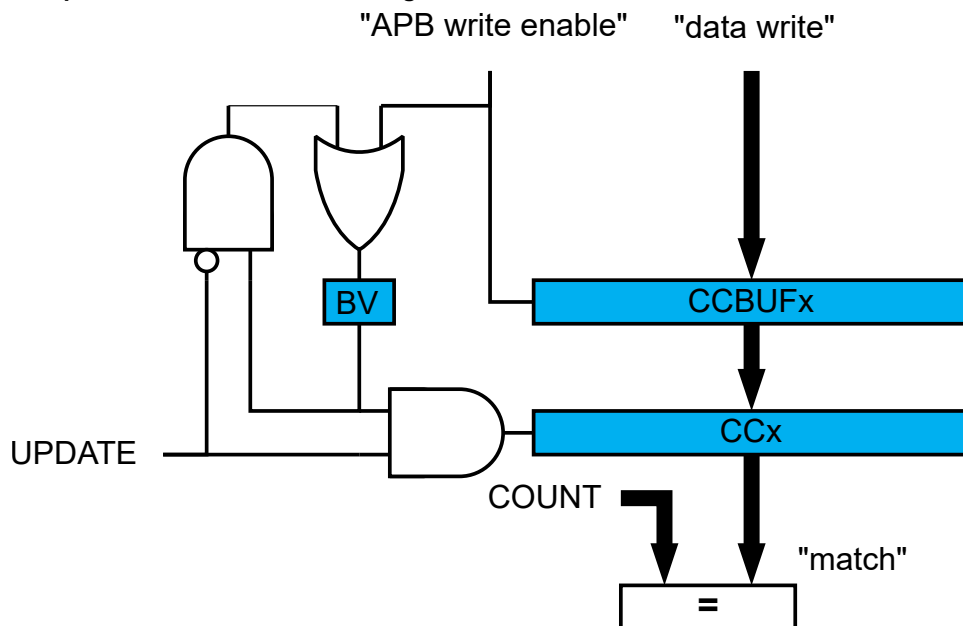 "APB write enable" "data write"
BV
CCBUFx
CCx
UPDATE
COUNT
"match"
=